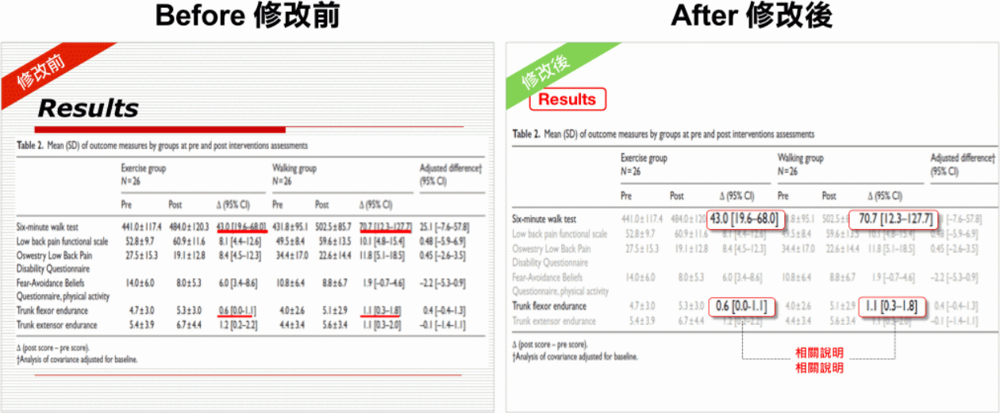 Before 修改前
After 修改後
修改前
Results
Table 2. Mean (SD) of outcome measures by groups at pre and post interventions assessments
Exercise group Walking group Adjusted difference†
N=26 N=26 (95% CI)
Pre Post Δ (95% CI) Pre Post Δ (95% CI)
Six-minute walk test 441.0±117.4 484.0±120.3 43.0 [19.6–68.0] 431.8±95.1 502.5±85.7 70.7 [12.3–127.7] 25.1 [–7.6–57.8]
Low back pain functional scale 52.8±9.7 60.9±11.6 8.1 [4.4–12.6] 49.5±8.4 59.6±13.5 10.1 [4.8–15.4] 0.48 [–5.9–6.9]
Oswestry Low Back Pain 27.5±15.3 19.1±12.8 8.4 [4.5–12.3] 34.4±17.0 22.6±14.4 11.8 [5.1–18.5] 0.45 [–2.6–3.5]
Disability Questionnaire
Fear-Avoidance Beliefs 14.0±6.0 8.0±5.3 6.0 [3.4–8.6] 10.8±6.4 8.8±6.7 1.9 [–0.7–4.6] –2.2 [–5.3–0.9]
Questionnaire, physical activity
Trunk flexor endurance 4.7±3.0 5.3±3.0 0.6 [0.0–1.1] 4.0±2.6 5.1±2.9 1.1 [0.3–1.8] 0.4 [–0.4–1.3]
Trunk extensor endurance 5.4±3.9 6.7±4.4 1.2 [0.2–2.2] 4.4±3.4 5.6±3.4 1.1 [0.3–2.0] –0.1 [–1.4–1.1]
Δ (post score – pre score).
†Analysis of covariance adjusted for baseline.
修改後
Results
Table 2. Mean (SD) of outcome measures by groups at pre and post interventions assessments
Exercise group Walking group Adjusted difference†
N=26 N=26 (95% CI)
Pre Post Δ (95% CI) Pre Post Δ (95% CI)
Six-minute walk test 441.0±117.4 484.0±120 43.0 [19.6–68.0] 1.8±95.1 502.5±8 70.7 [12.3–127.7] [–7.6–57.8]
Low back pain functional scale 52.8±9.7 60.9±11.6 8.1 [4.4–12.6] 49.5±8.4 59.6±13.5 10.1 [4.8–15.4] 0.48 [–5.9–6.9]
Oswestry Low Back Pain 27.5±15.3 19.1±12.8 8.4 [4.5–12.3] 34.4±17.0 22.6±14.4 11.8 [5.1–18.5] 0.45 [–2.6–3.5]
Disability Questionnaire
Fear-Avoidance Beliefs 14.0±6.0 8.0±5.3 6.0 [3.4–8.6] 10.8±6.4 8.8±6.7 1.9 [–0.7–4.6] –2.2 [–5.3–0.9]
Questionnaire, physical activity
Trunk flexor endurance 4.7±3.0 5.3±3.0 0.6 [0.0-1.1] 4.0±2.6 5.1±2.9 1.1 [0.3–1.8] 0.4 [–0.4–1.3]
Trunk extensor endurance 5.4±3.9 6.7±4.4 1.2 [0.2–2.2] 4.4±3.4 5.6±3.4 1.1 [0.3–2.0] –0.1 [–1.4–1.1]
Δ (post score – pre score).
†Analysis of covariance adjusted for baseline.
相關說明
相關說明